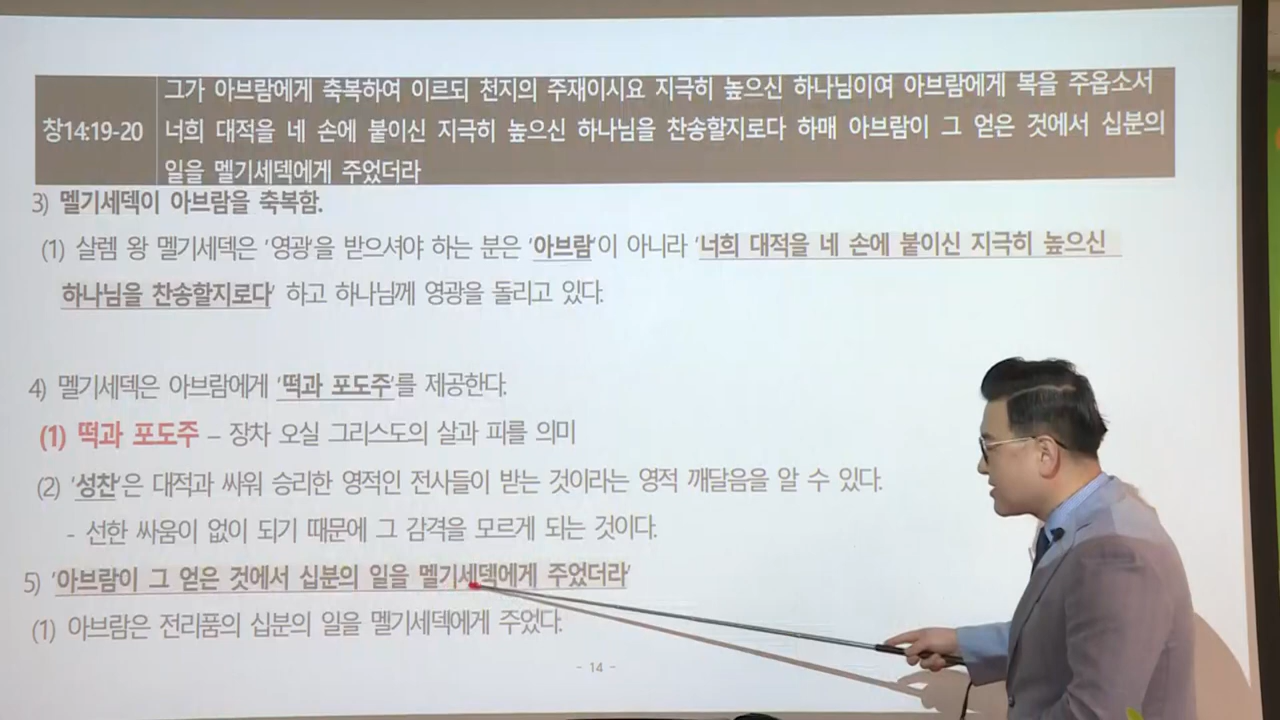 그가 아브람에게 축복하여 이르되 천지의 주재이시요 지극히 높으신 하나님이여 아브람에게 복을 주옵소서
창14:19-20 너희 대적을 네 손에 붙이신 지극히 높으신 하나님을 찬송할지로다 하매 아브람이 그 얻은 것에서 십분의
일을 멜기세덱에게 주었더라
3) 멜기세덱이 아브람을 축복함.
(1) 살렘 왕 멜기세덱은 '영광'을 받으셔야 하는 분은 '아브람'이 아니라 '너희 대적을 네 손에 붙이신 지극히 높으신
하나님을 찬송할지로다' 하고 하나님께 영광을 돌리고 있다.
4) 멜기세덱은 아브람에게 '떡과 포도주'를 제공한다.
(1) 떡과 포도주 – 장차 오실 그리스도의 살과 피를 의미
(2) '성찬'은 대적과 싸워 승리한 영적인 전사들이 받는 것이라는 영적 깨달음을 알 수 있다.
- 선한 싸움이 없이 되기 때문에 그 감격을 모르게 되는 것이다.
5) '아브람이 그 얻은 것에서 십분의 일을 멜기세덱에게 주었더라'
(1) 아브람은 전리품의 십분의 일을 멜기세덱에게 주었다.
- 14 -